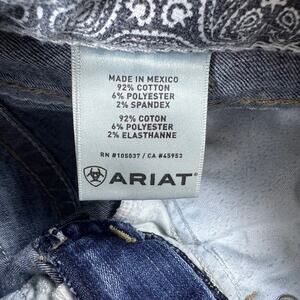 MADE IN MEXICO
92% COTTON
6% POLYESTER
2% SPANDEX
92% COTON
6% POLYESTER
2% ELASTHANNE
RN #105037 / CA #45953
ARIAT